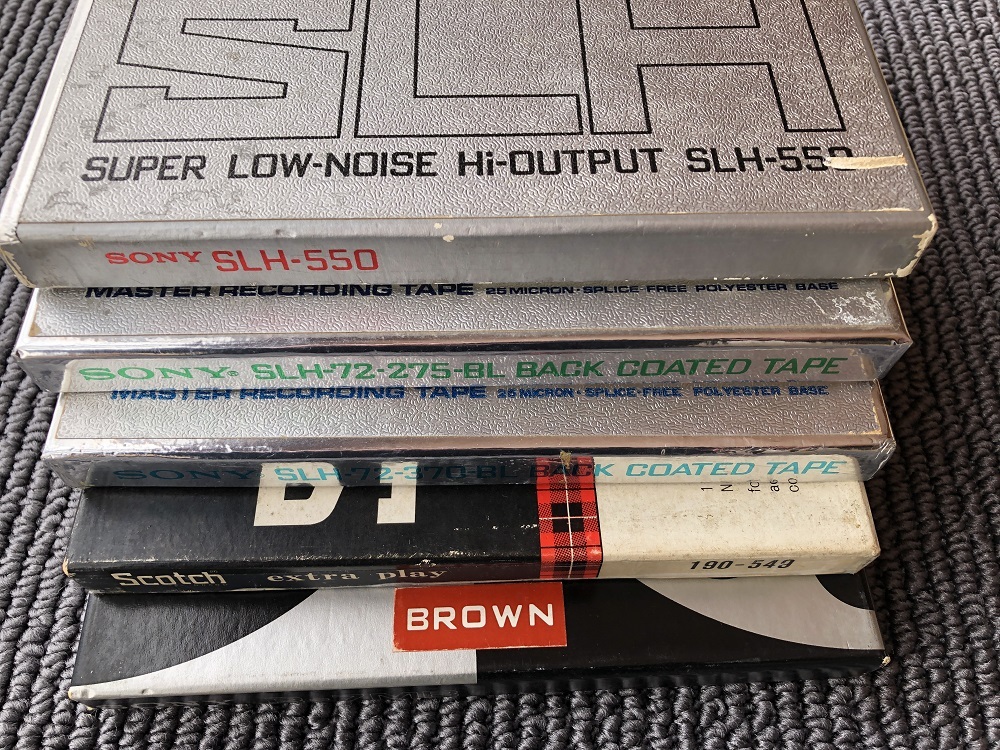 SLH
SUPER LOW-NOISE Hi-OUTPUT SLH-550
SONY SLH-550
MASTER RECORDING TAPE 25 MICRON · SPLICE-FREE POLYESTER BASE
SONY® SLH-72-275-BL BACK COATED TAPE
MASTER RECORDING TAPE 25 MICRON · SPLICE-FREE POLYESTER BASE
SONY SLH-72-370-BL BACK COATED TAPE
Scotch extra play 190-549
BROWN